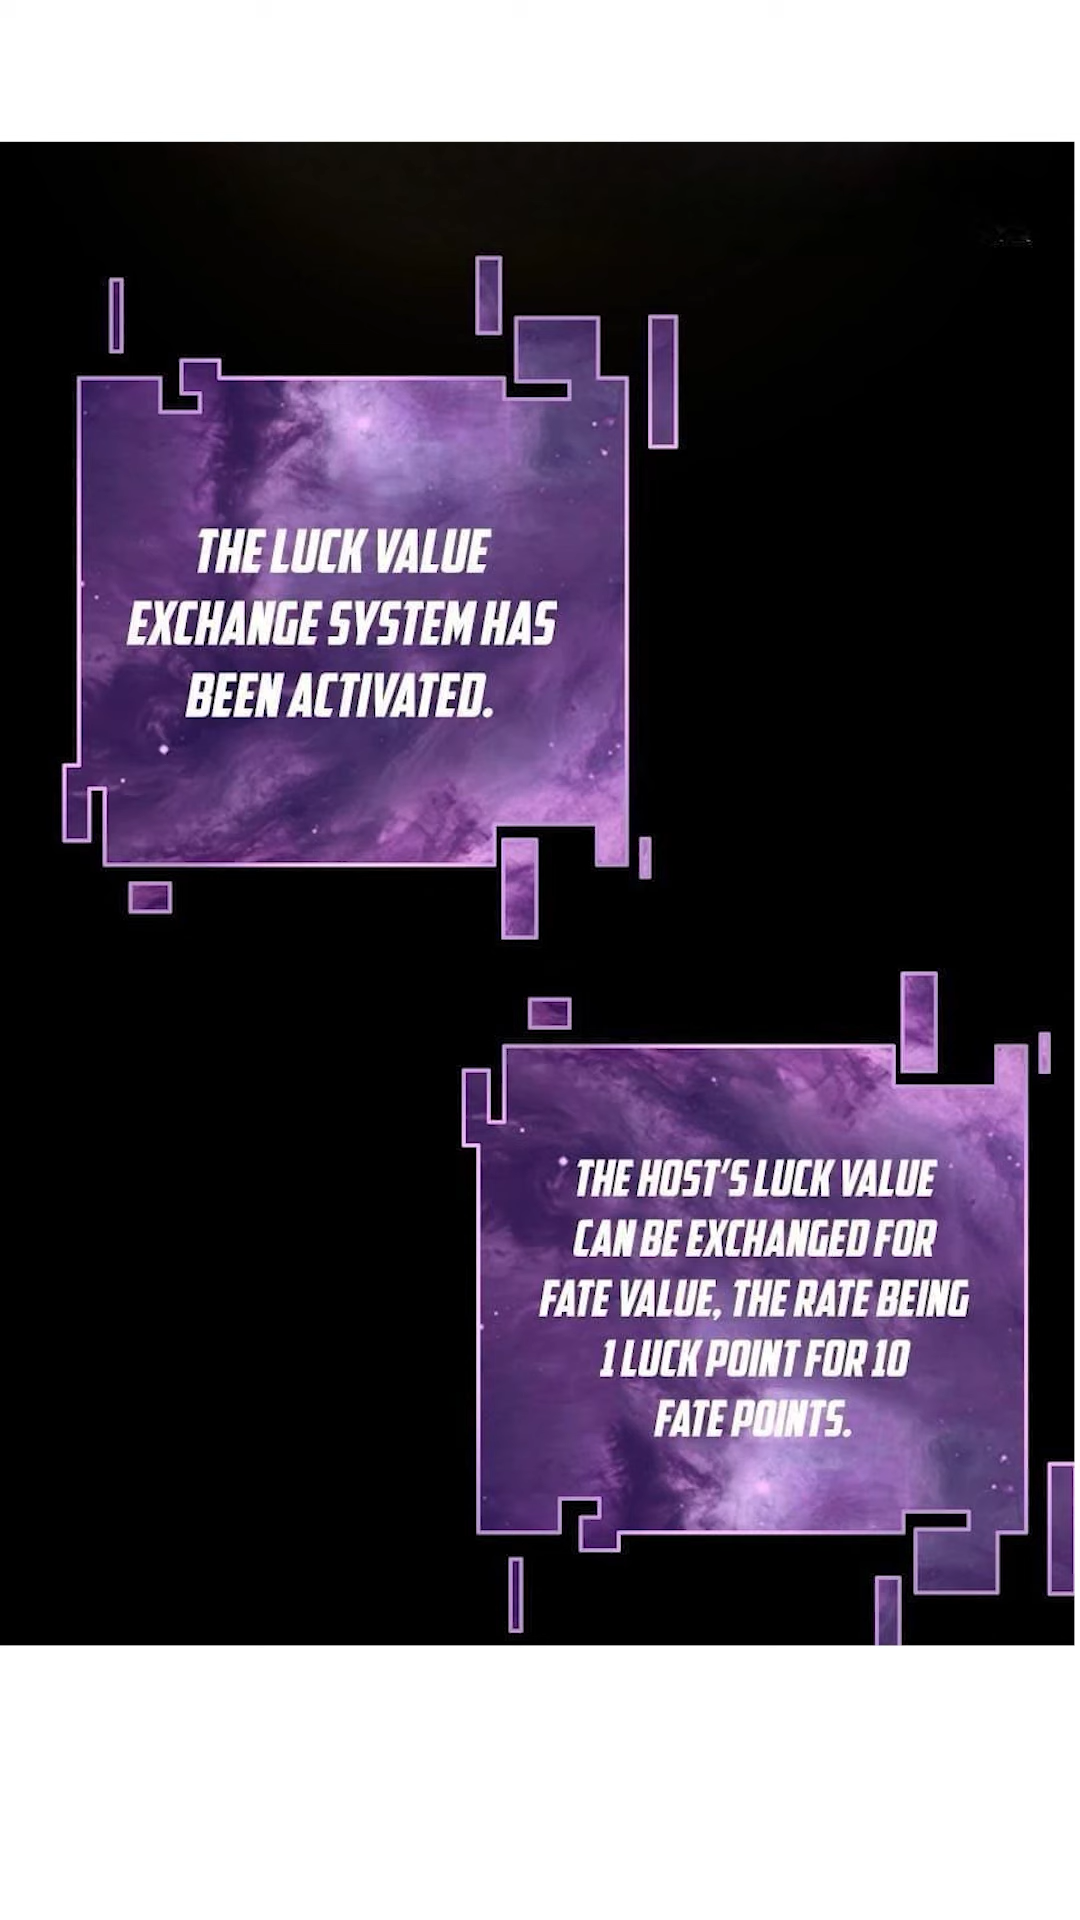 THE LUCK VALUE
EXCHANGE SYSTEM HAS
BEEN ACTIVATED.
THE HOST'S LUCK VALUE
CAN BE EXCHANGED FOR
FATE VALUE, THE RATE BEING
1 LUCK POINT FOR 10
FATE POINTS.